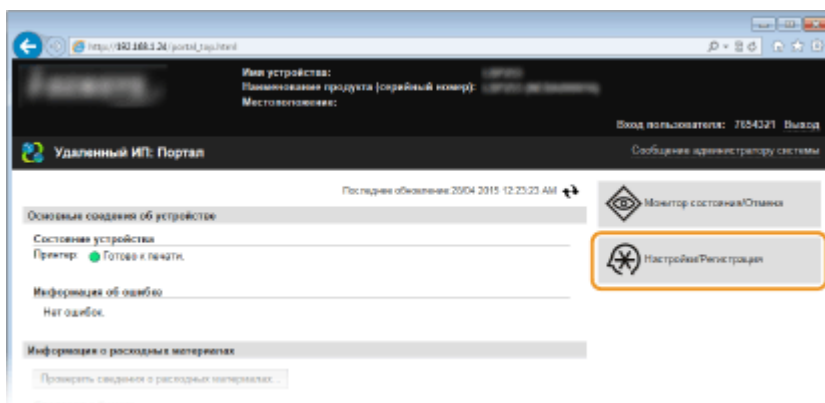 http://192.168.1.24/portal_top.html
Имя устройства:
Наименование продукта (серийный номер):
Местоположение:
Вход пользователя: 7654321 Выход
Удаленный ИП: Портал
Сообщение администратору системы
Последнее обновление: 28/04 2015 12:23:23 AM
Монитор состояния/Отмена
Основные сведения об устройстве
Состояние устройства
Принтер: Готово к печати.
Настройки/Регистрация
Информация об ошибке
Нет ошибок.
Информация о расходных материалах
Проверить сведения о расходных материалах...